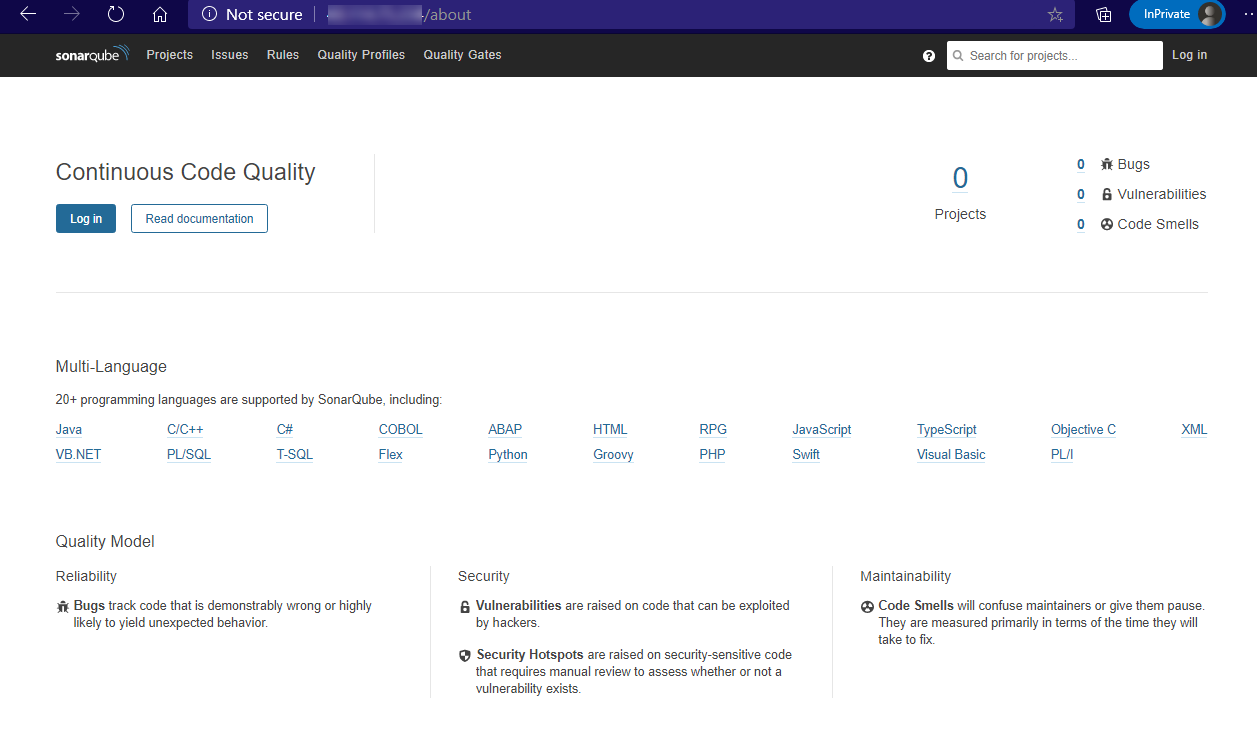 Not secure /about InPrivate
sonarqube Projects Issues Rules Quality Profiles Quality Gates ? Search for projects... Log in
Continuous Code Quality
Log in Read documentation
0
Projects
0 Bugs
0 Vulnerabilities
0 Code Smells
Multi-Language
20+ programming languages are supported by SonarQube, including:
Java C/C++ C# COBOL ABAP HTML RPG JavaScript TypeScript Objective C XML
VB.NET PL/SQL T-SQL Flex Python Groovy PHP Swift Visual Basic PL/I
Quality Model
Reliability
Bugs track code that is demonstrably wrong or highly
likely to yield unexpected behavior.
Security
Vulnerabilities are raised on code that can be exploited
by hackers.
Security Hotspots are raised on security-sensitive code
that requires manual review to assess whether or not a
vulnerability exists.
Maintainability
Code Smells will confuse maintainers or give them pause.
They are measured primarily in terms of the time they will
take to fix.